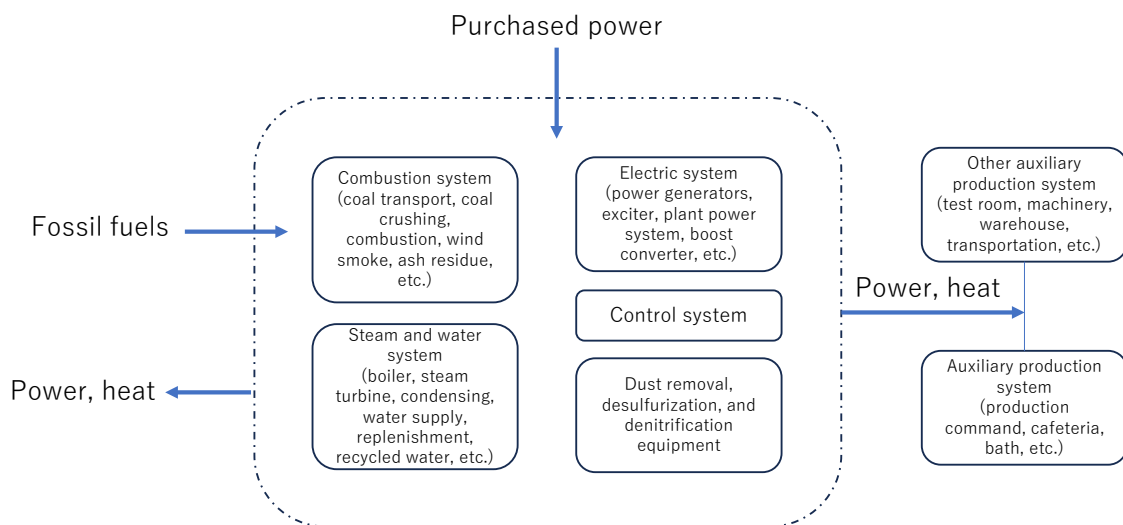 Purchased power
Fossil fuels
Power, heat
Combustion system
(coal transport, coal
crushing,
combustion, wind
smoke, ash residue,
etc.)
Steam and water
system
(boiler, steam
turbine, condensing,
water supply,
replenishment,
recycled water, etc.)
Electric system
(power generators,
exciter, plant power
system, boost
converter, etc.)
Control system
Dust removal,
desulfurization, and
denitrification
equipment
Power, heat
Other auxiliary
production system
(test room, machinery,
warehouse,
transportation, etc.)
Auxiliary production
system
(production
command, cafeteria,
bath, etc.)